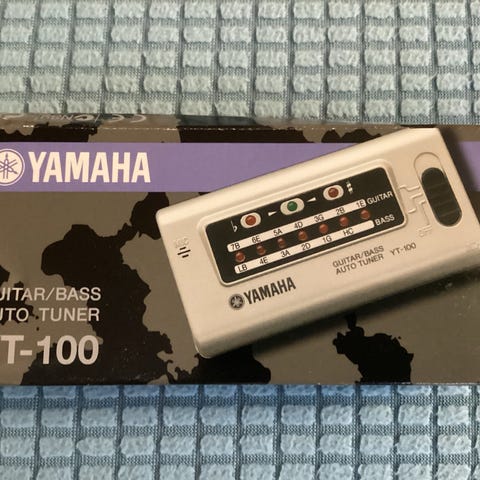 YAMAHA
UITAR/BASS
UTO TUNER
T-100
MIC
♭ ♯
7B 6E 5A 4D 3G 2B 1E GUITAR
LB 4E 3A 2D 1G HC BASS
YAMAHA
GUITAR/BASS
AUTO TUNER YT-100